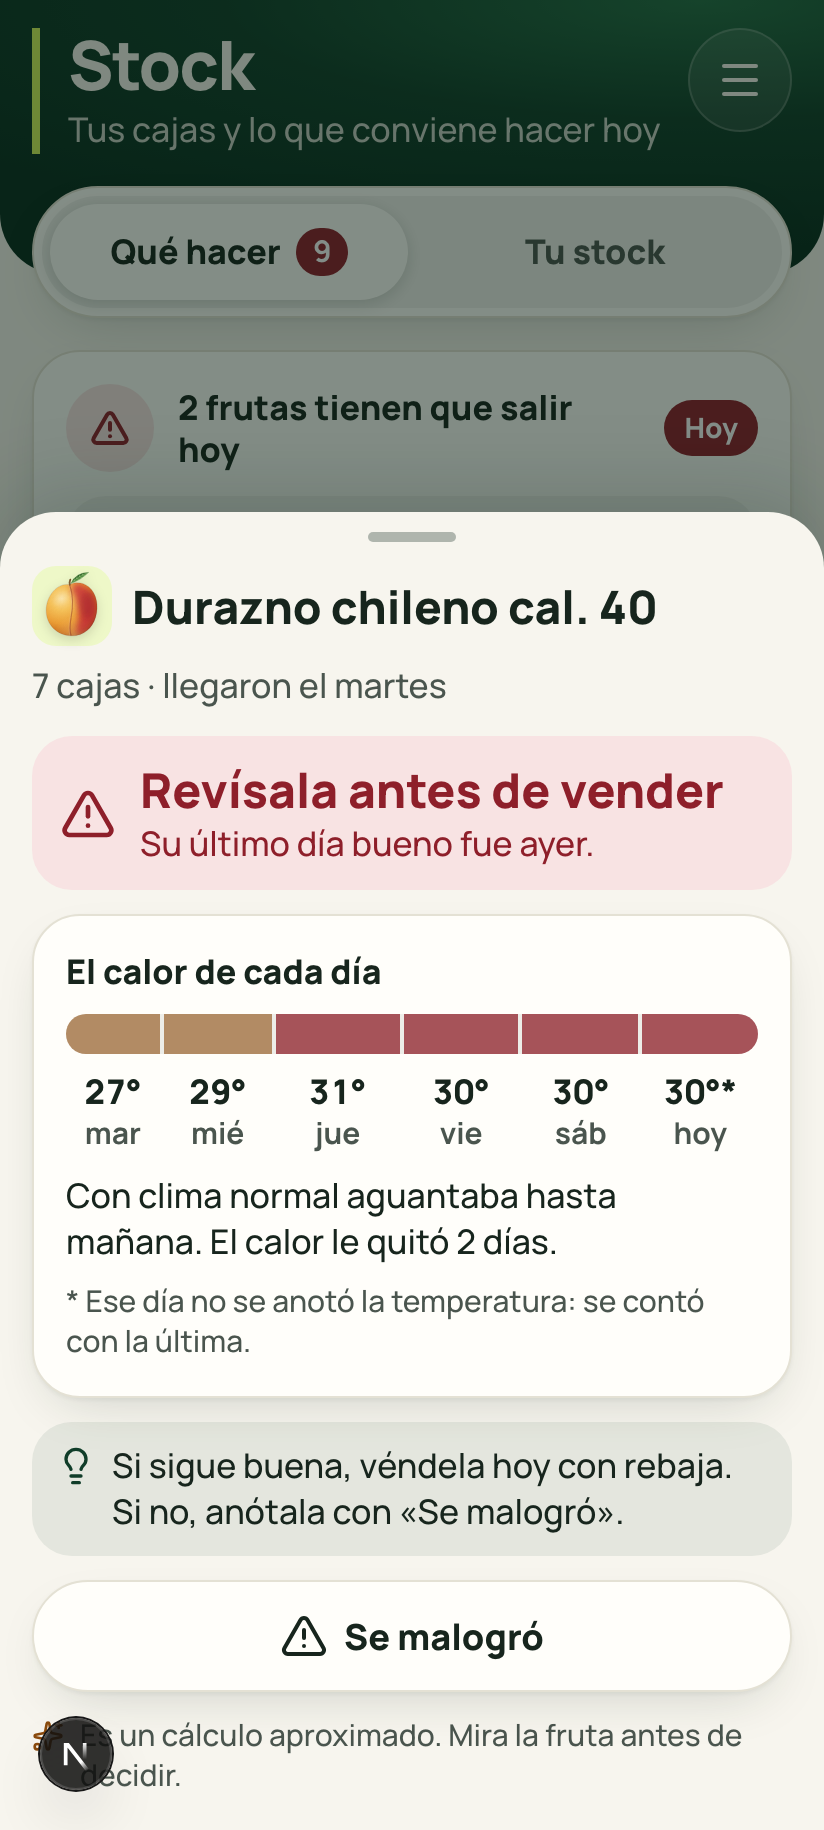 Stock
Tus cajas y lo que conviene hacer hoy
Qué hacer 9
Tu stock
2 frutas tienen que salir
hoy
Hoy
Durazno chileno cal. 40
7 cajas · llegaron el martes
Revísala antes de vender
Su último día bueno fue ayer.
El calor de cada día
27° 29° 31° 30° 30° 30°*
mar mié jue vie sáb hoy
Con clima normal aguantaba hasta
mañana. El calor le quitó 2 días.
* Ese día no se anotó la temperatura: se contó
con la última.
Si sigue buena, véndela hoy con rebaja.
Si no, anótala con «Se malogró».
Se malogró
Es un cálculo aproximado. Mira la fruta antes de
decidir.
N